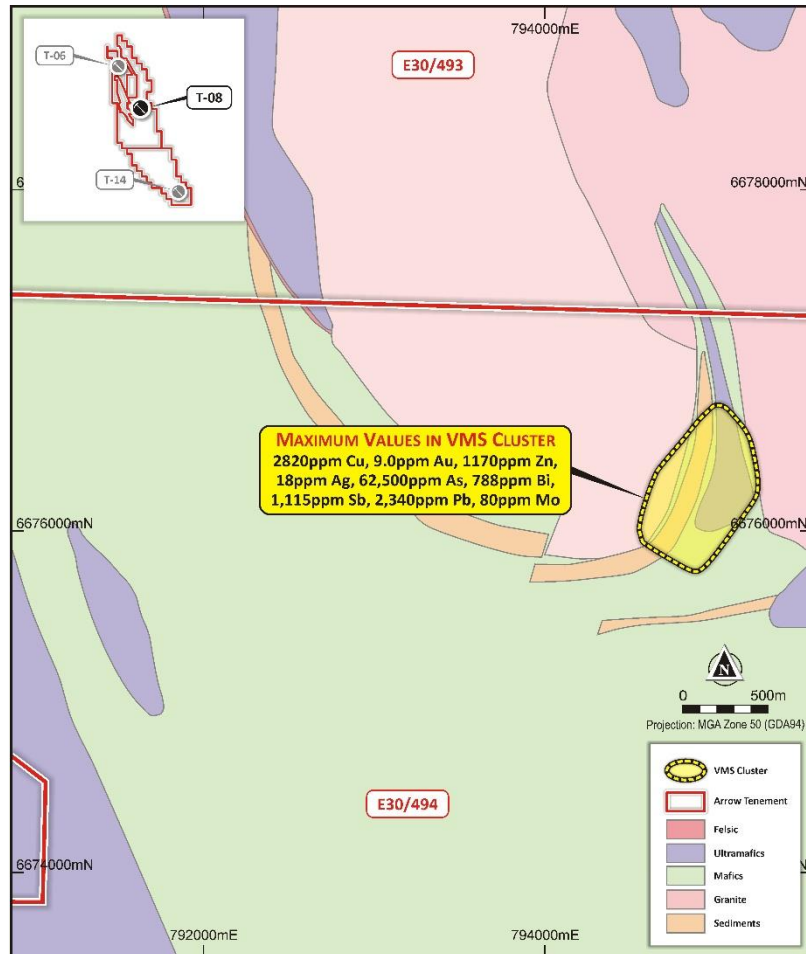 794000mE
T-06
T-08
T-14
E30/493
6678000mN
6678000mN
MAXIMUM VALUES IN VMS CLUSTER
2820ppm Cu, 9.0ppm Au, 1170ppm Zn,
18ppm Ag, 62,500ppm As, 788ppm Bi,
1,115ppm Sb, 2,340ppm Pb, 80ppm Mo
6676000mN
6676000mN
N
0 500m
Projection: MGA Zone 50 (GDA94)
E30/494
VMS Cluster
Arrow Tenement
Felsic
Ultramafics
Mafics
Granite
Sediments
6674000mN
792000mE
794000mE